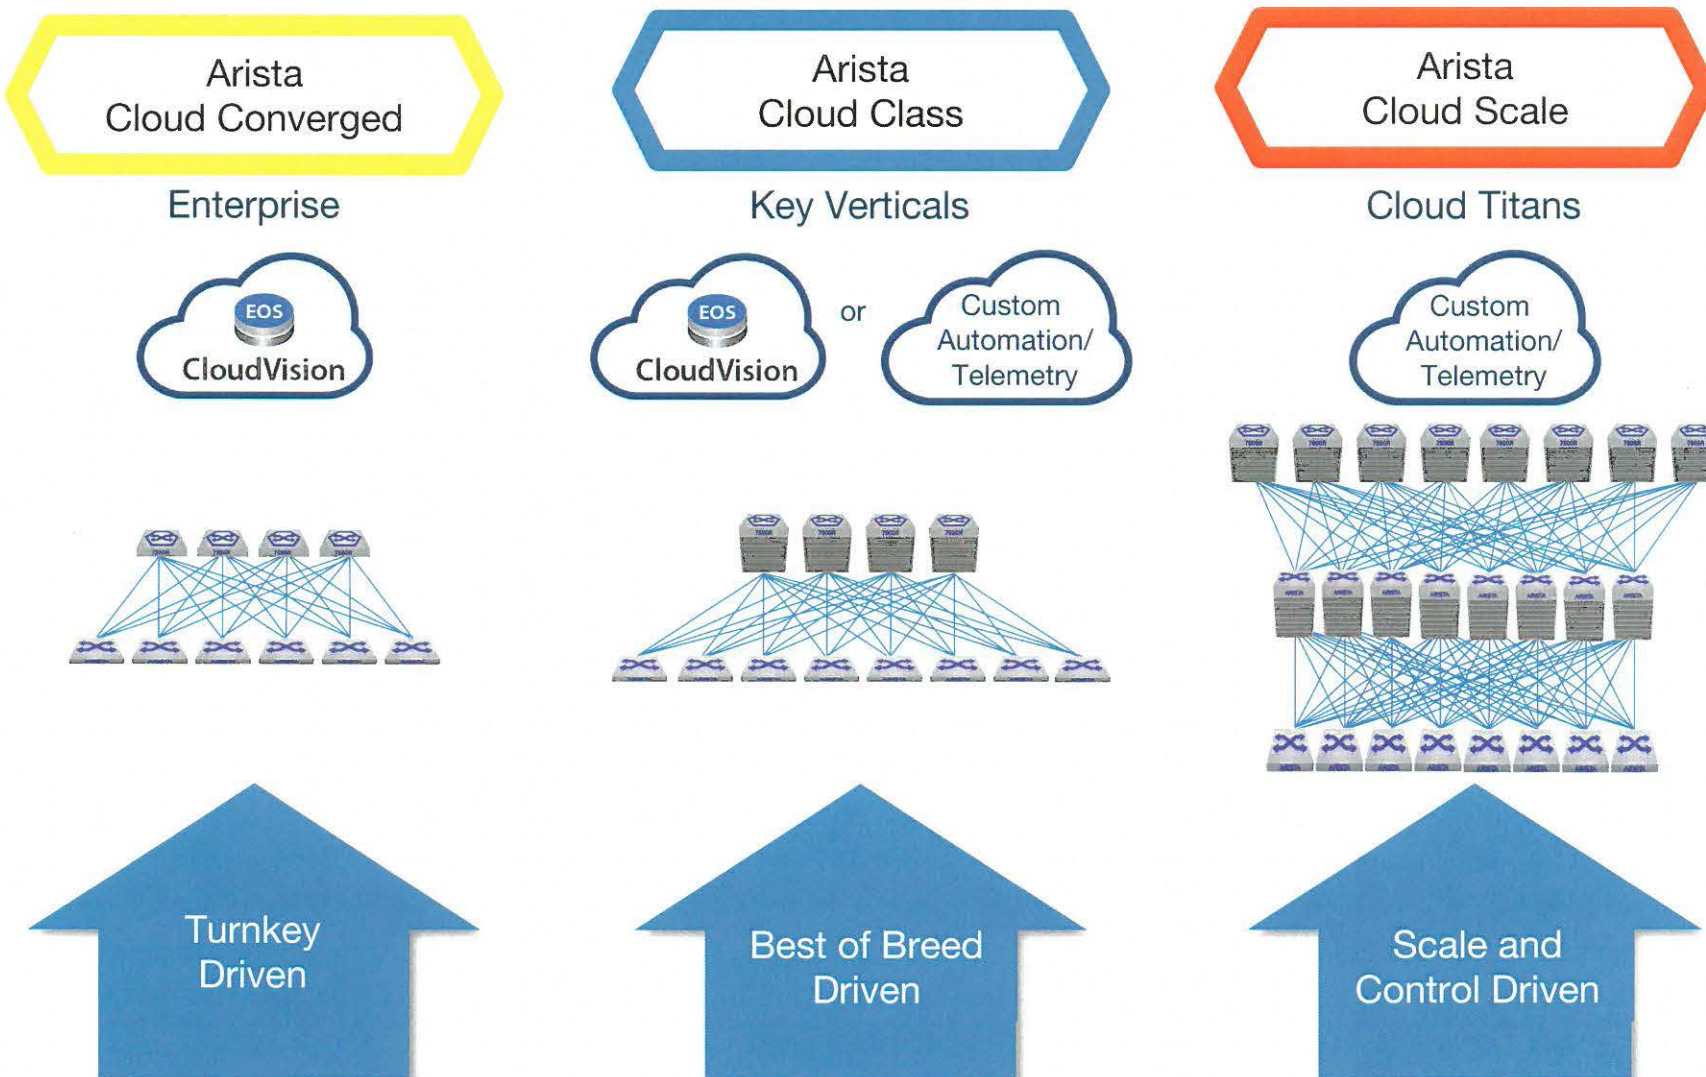 Arista
Cloud Converged
Arista
Cloud Class
Arista
Cloud Scale
Enterprise
Key Verticals
Cloud Titans
EOS
CloudVision
EOS
CloudVision
or
Custom
Automation/
Telemetry
Custom
Automation/
Telemetry
Turnkey
Driven
Best of Breed
Driven
Scale and
Control Driven